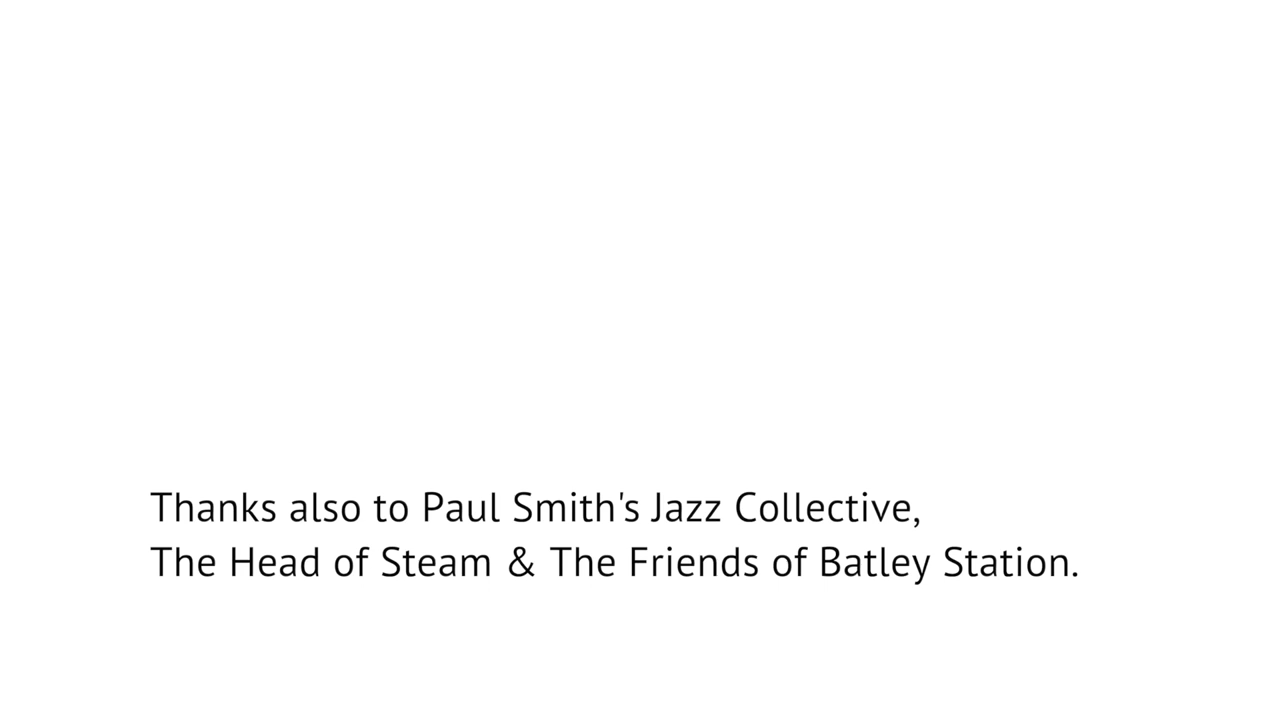 Thanks also to Paul Smith's Jazz Collective,
The Head of Steam & The Friends of Batley Station.